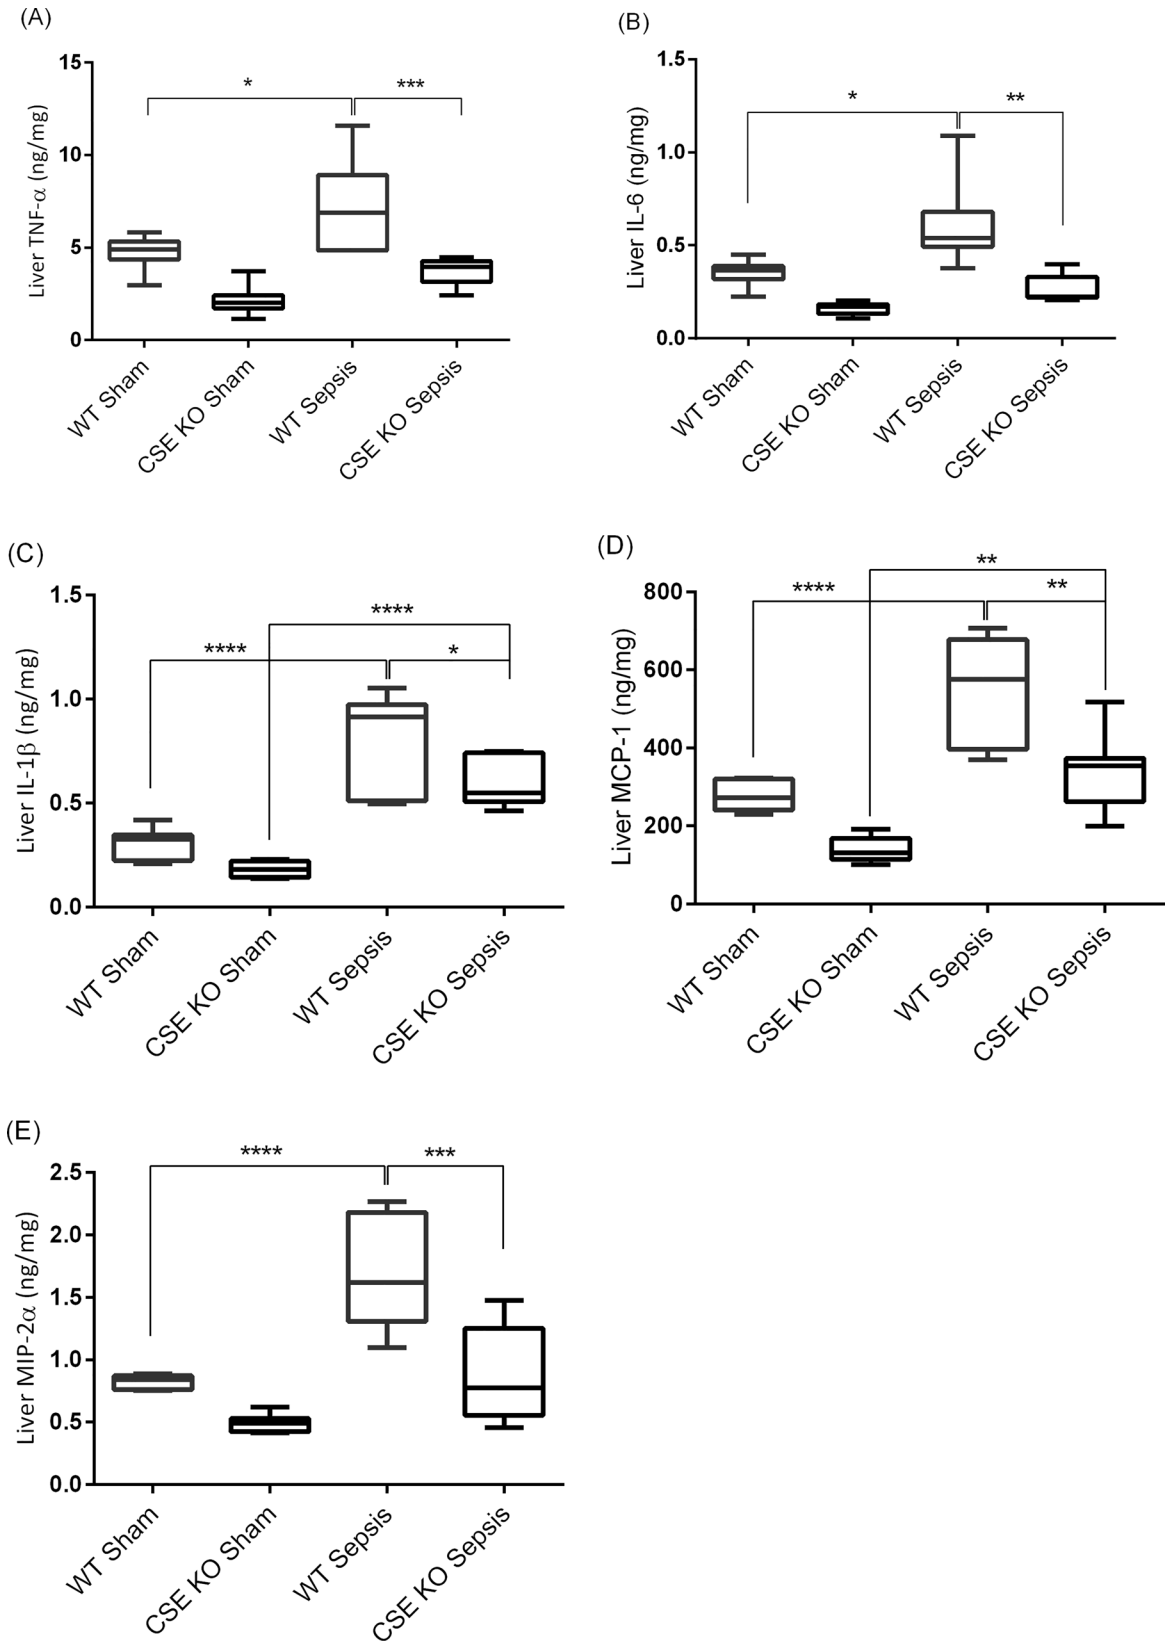 (A)
Liver TNF-α (ng/mg)
15
10
5
0
*
***
WT Sham
CSE KO Sham
WT Sepsis
CSE KO Sepsis
(B)
Liver IL-6 (ng/mg)
1.5
1.0
0.5
0.0
*
**
WT Sham
CSE KO Sham
WT Sepsis
CSE KO Sepsis
(C)
Liver IL-1β (ng/mg)
1.5
1.0
0.5
0.0
****
****
*
WT Sham
CSE KO Sham
WT Sepsis
CSE KO Sepsis
(D)
Liver MCP-1 (ng/mg)
800
600
400
200
0
**
****
**
WT Sham
CSE KO Sham
WT Sepsis
CSE KO Sepsis
(E)
Liver MIP-2α (ng/mg)
2.5
2.0
1.5
1.0
0.5
0.0
****
***
WT Sham
CSE KO Sham
WT Sepsis
CSE KO Sepsis